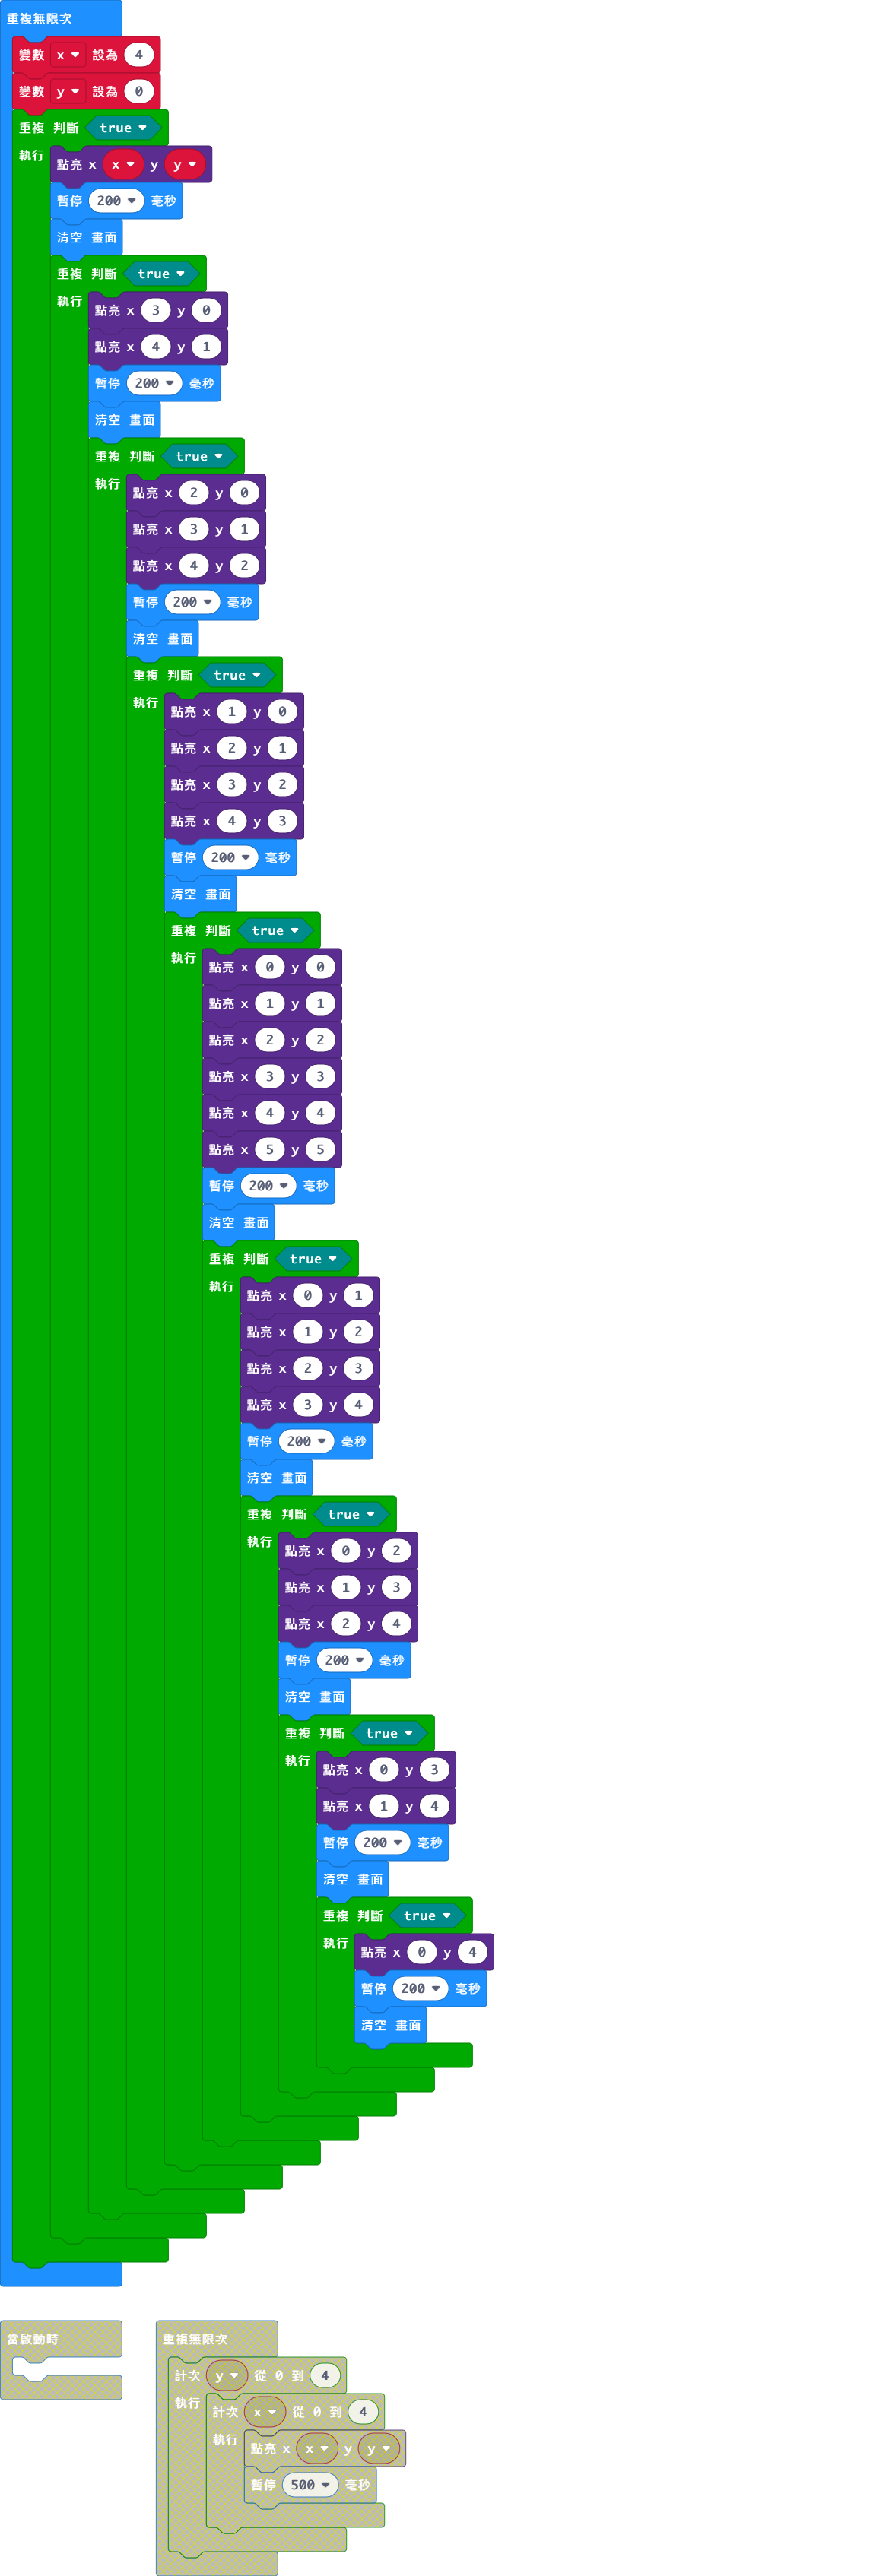 重複無限次
變數 x 設為 4
變數 y 設為 0
重複 判斷 true
執行
點亮 x x y y
暫停 200 毫秒
清空 畫面
重複 判斷 true
執行
點亮 x 3 y 0
點亮 x 4 y 1
暫停 200 毫秒
清空 畫面
重複 判斷 true
執行
點亮 x 2 y 0
點亮 x 3 y 1
點亮 x 4 y 2
暫停 200 毫秒
清空 畫面
重複 判斷 true
執行
點亮 x 1 y 0
點亮 x 2 y 1
點亮 x 3 y 2
點亮 x 4 y 3
暫停 200 毫秒
清空 畫面
重複 判斷 true
執行
點亮 x 0 y 0
點亮 x 1 y 1
點亮 x 2 y 2
點亮 x 3 y 3
點亮 x 4 y 4
點亮 x 5 y 5
暫停 200 毫秒
清空 畫面
重複 判斷 true
執行
點亮 x 0 y 1
點亮 x 1 y 2
點亮 x 2 y 3
點亮 x 3 y 4
暫停 200 毫秒
清空 畫面
重複 判斷 true
執行
點亮 x 0 y 2
點亮 x 1 y 3
點亮 x 2 y 4
暫停 200 毫秒
清空 畫面
重複 判斷 true
執行
點亮 x 0 y 3
點亮 x 1 y 4
暫停 200 毫秒
清空 畫面
重複 判斷 true
執行
點亮 x 0 y 4
暫停 200 毫秒
清空 畫面
當啟動時
重複無限次
計次 y 從 0 到 4
執行
計次 x 從 0 到 4
執行
點亮 x x y y
暫停 500 毫秒